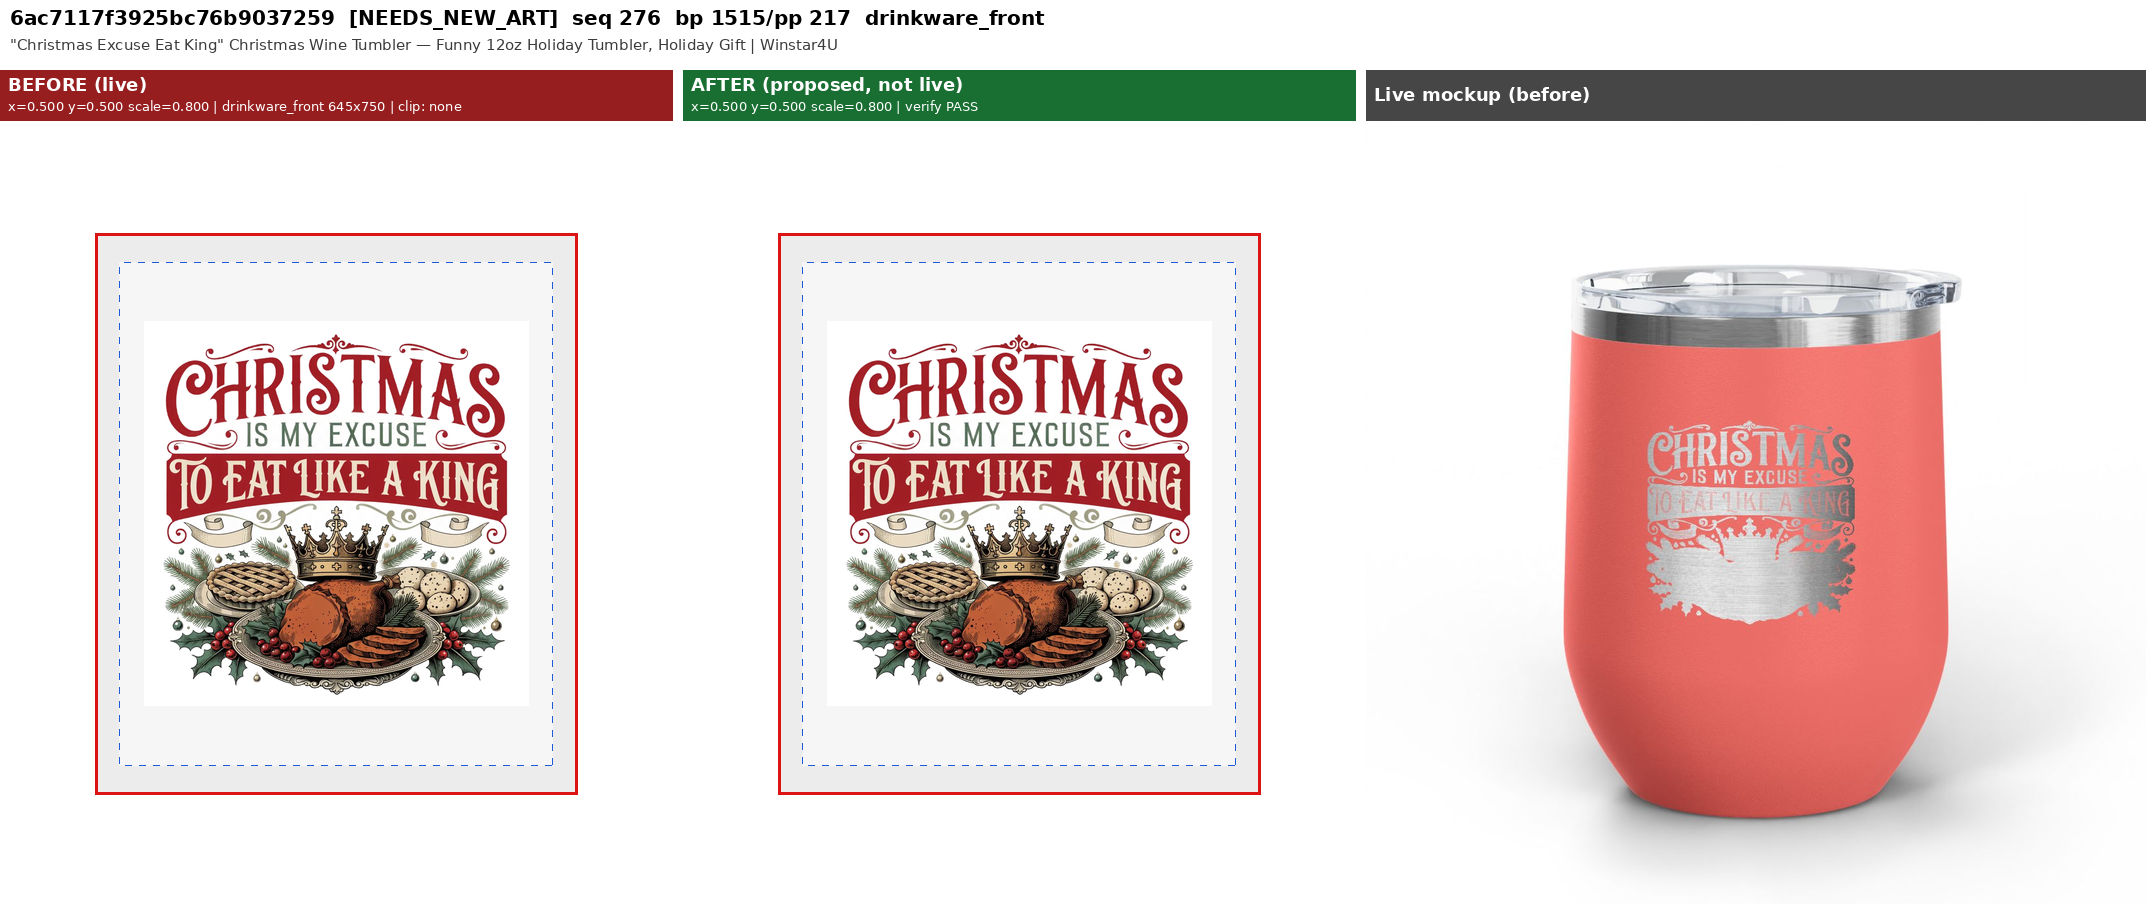 6ac7117f3925bc76b9037259 [NEEDS_NEW_ART] seq 276 bp 1515/pp 217 drinkware_front
"Christmas Excuse Eat King" Christmas Wine Tumbler — Funny 12oz Holiday Tumbler, Holiday Gift | Winstar4U
BEFORE (live)
x=0.500 y=0.500 scale=0.800 | drinkware_front 645x750 | clip: none
CHRISTMAS
IS MY EXCUSE
TO EAT LIKE A KING
AFTER (proposed, not live)
x=0.500 y=0.500 scale=0.800 | verify PASS
CHRISTMAS
IS MY EXCUSE
TO EAT LIKE A KING
Live mockup (before)
CHRISTMAS
IS MY EXCUSE
TO EAT LIKE A KING